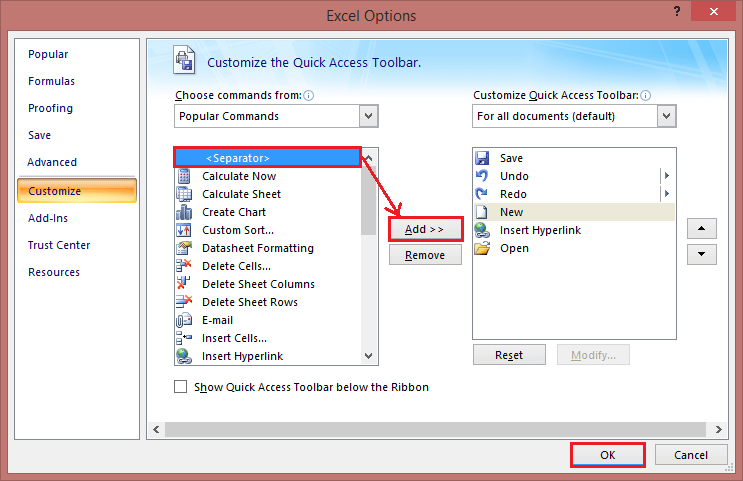 Excel Options
?
Popular
Formulas
Proofing
Save
Advanced
Customize
Add-Ins
Trust Center
Resources
Customize the Quick Access Toolbar.
Choose commands from:
Popular Commands
<Separator>
Calculate Now
Calculate Sheet
Create Chart
Custom Sort...
Datasheet Formatting
Delete Cells...
Delete Sheet Columns
Delete Sheet Rows
E-mail
Insert Cells...
Insert Hyperlink
Add >>
Remove
Customize Quick Access Toolbar:
For all documents (default)
Save
Undo
Redo
New
Insert Hyperlink
Open
Reset
Modify...
Show Quick Access Toolbar below the Ribbon
OK
Cancel